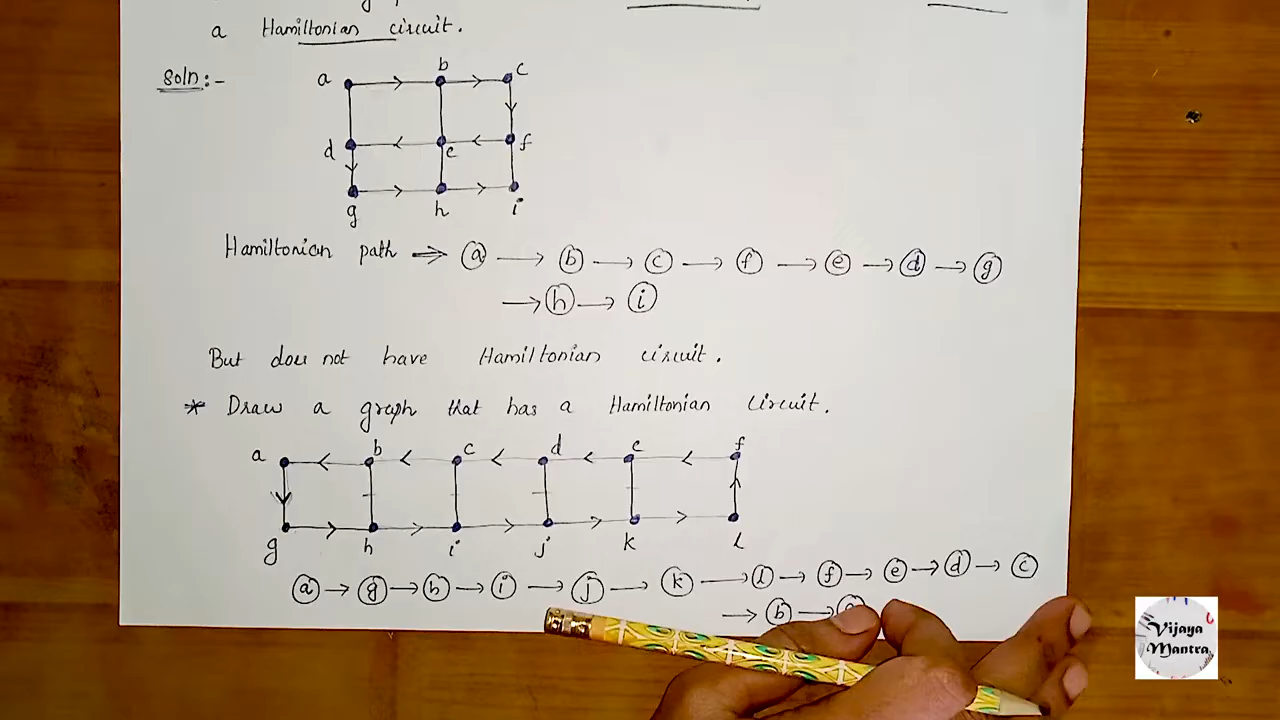 a Hamiltonian circuit.
Soln:-
a b c
d e f
g h i
Hamiltonian path ⇒ a → b → c → f → e → d → g
→ h → i
But does not have Hamiltonian circuit.
* Draw a graph that has a Hamiltonian circuit.
a b c d e f
g h i j k l
a → g → h → i → j → k → l → f → e → d → c
→ b → a
Vijaya
Mantra